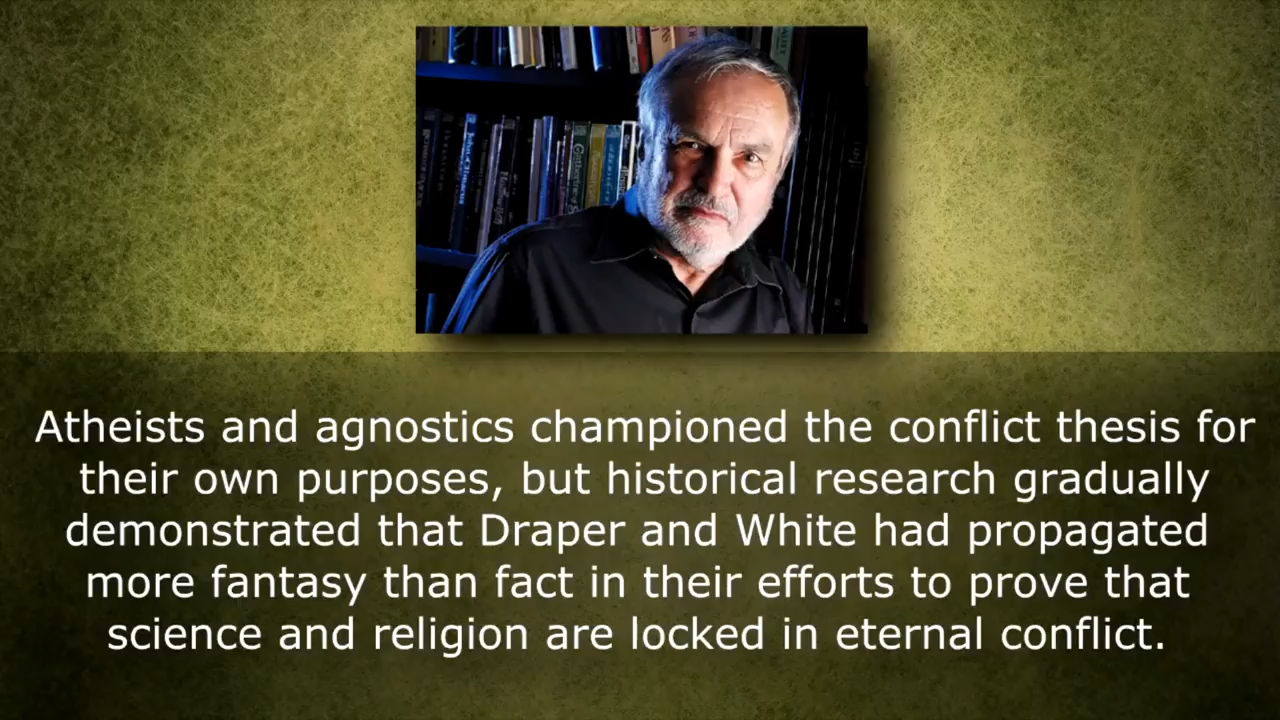 Atheists and agnostics championed the conflict thesis for
their own purposes, but historical research gradually
demonstrated that Draper and White had propagated
more fantasy than fact in their efforts to prove that
science and religion are locked in eternal conflict.